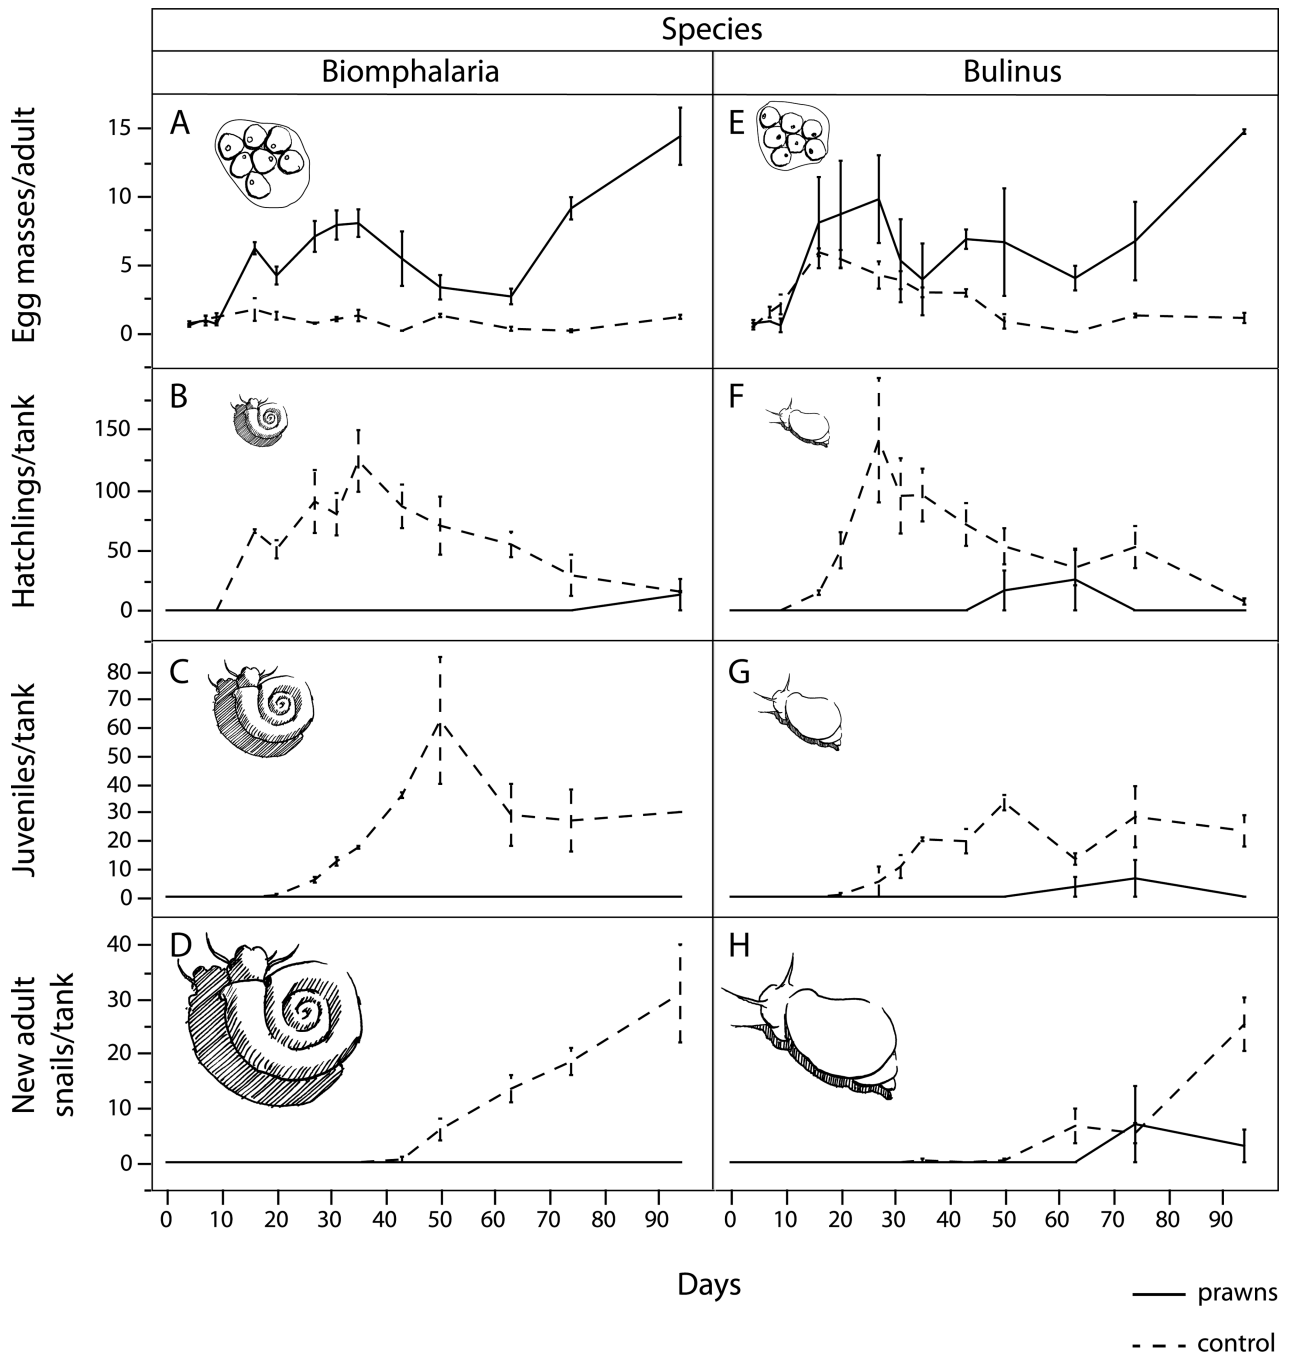 Species
Biomphalaria
Bulinus
Egg masses/adult
15
10
5
0
A
E
Hatchlings/tank
150
100
50
0
B
F
Juveniles/tank
80
70
60
50
40
30
20
10
0
C
G
New adult
snails/tank
40
30
20
10
0
D
H
0 10 20 30 40 50 60 70 80 90
0 10 20 30 40 50 60 70 80 90
Days
prawns
control